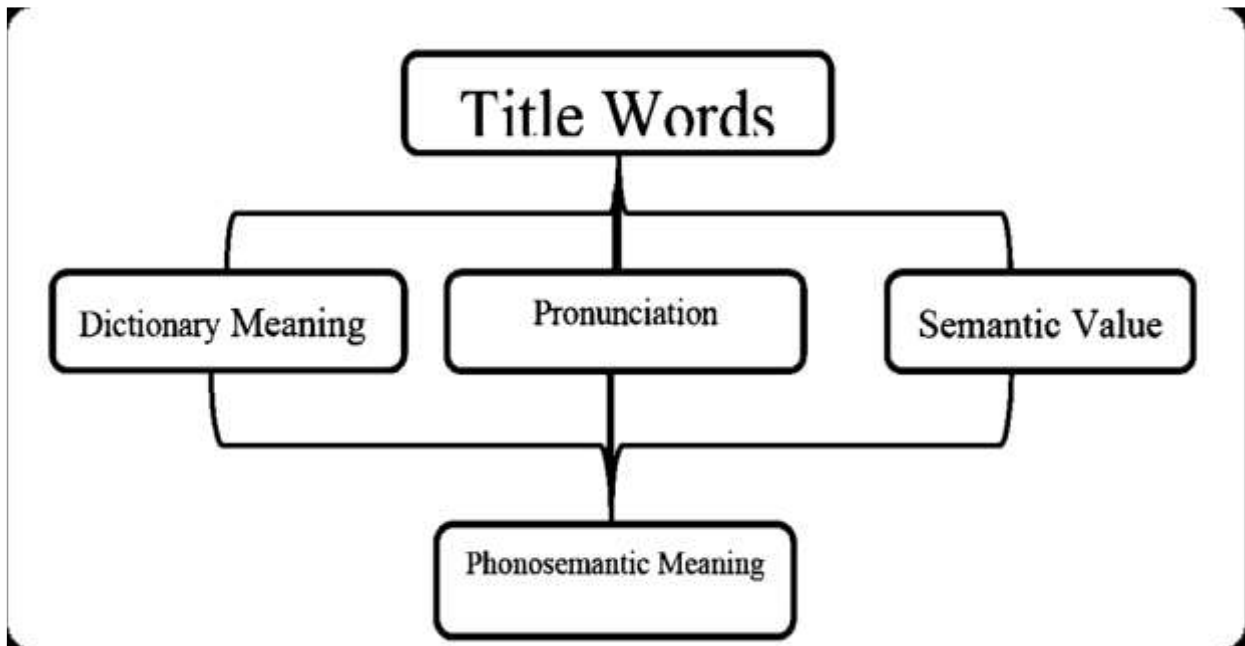 Title Words
Dictionary Meaning
Pronunciation
Semantic Value
Phonosemantic Meaning